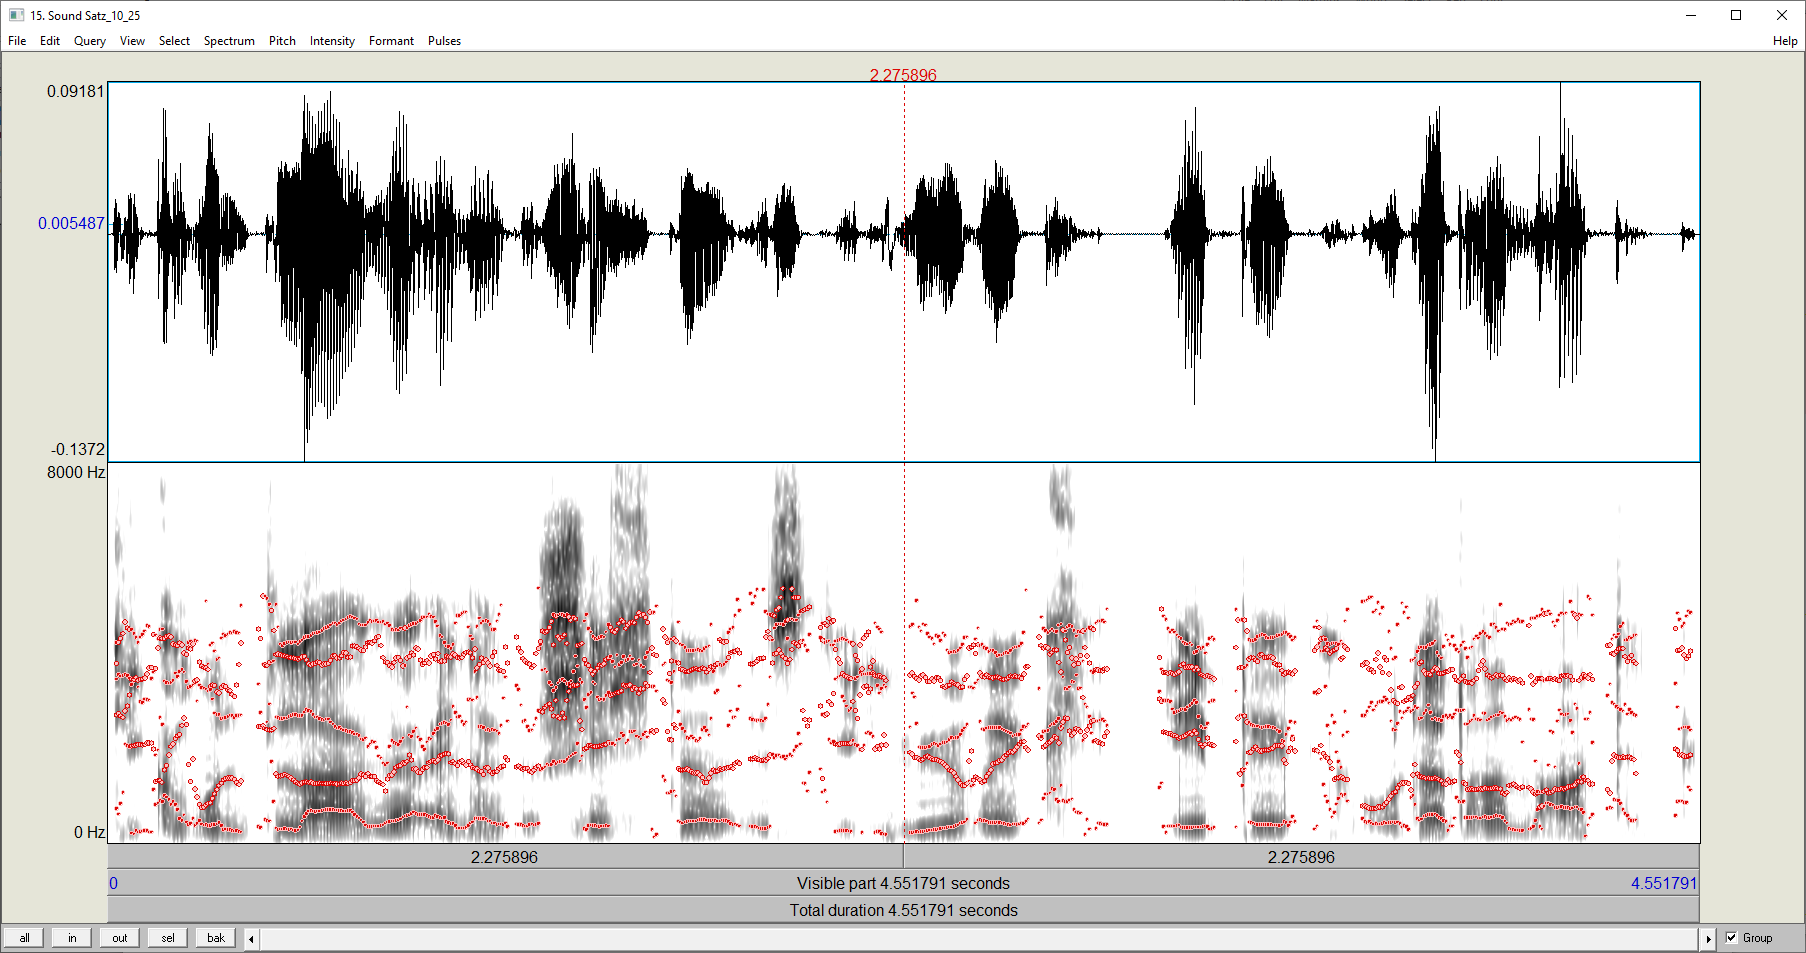 15. Sound Satz_10_25
File Edit Query View Select Spectrum Pitch Intensity Formant Pulses Help
2.275896
0.09181
0.005487
-0.1372
8000 Hz
0 Hz
2.275896 2.275896
0 Visible part 4.551791 seconds 4.551791
Total duration 4.551791 seconds
all in out sel bak Group